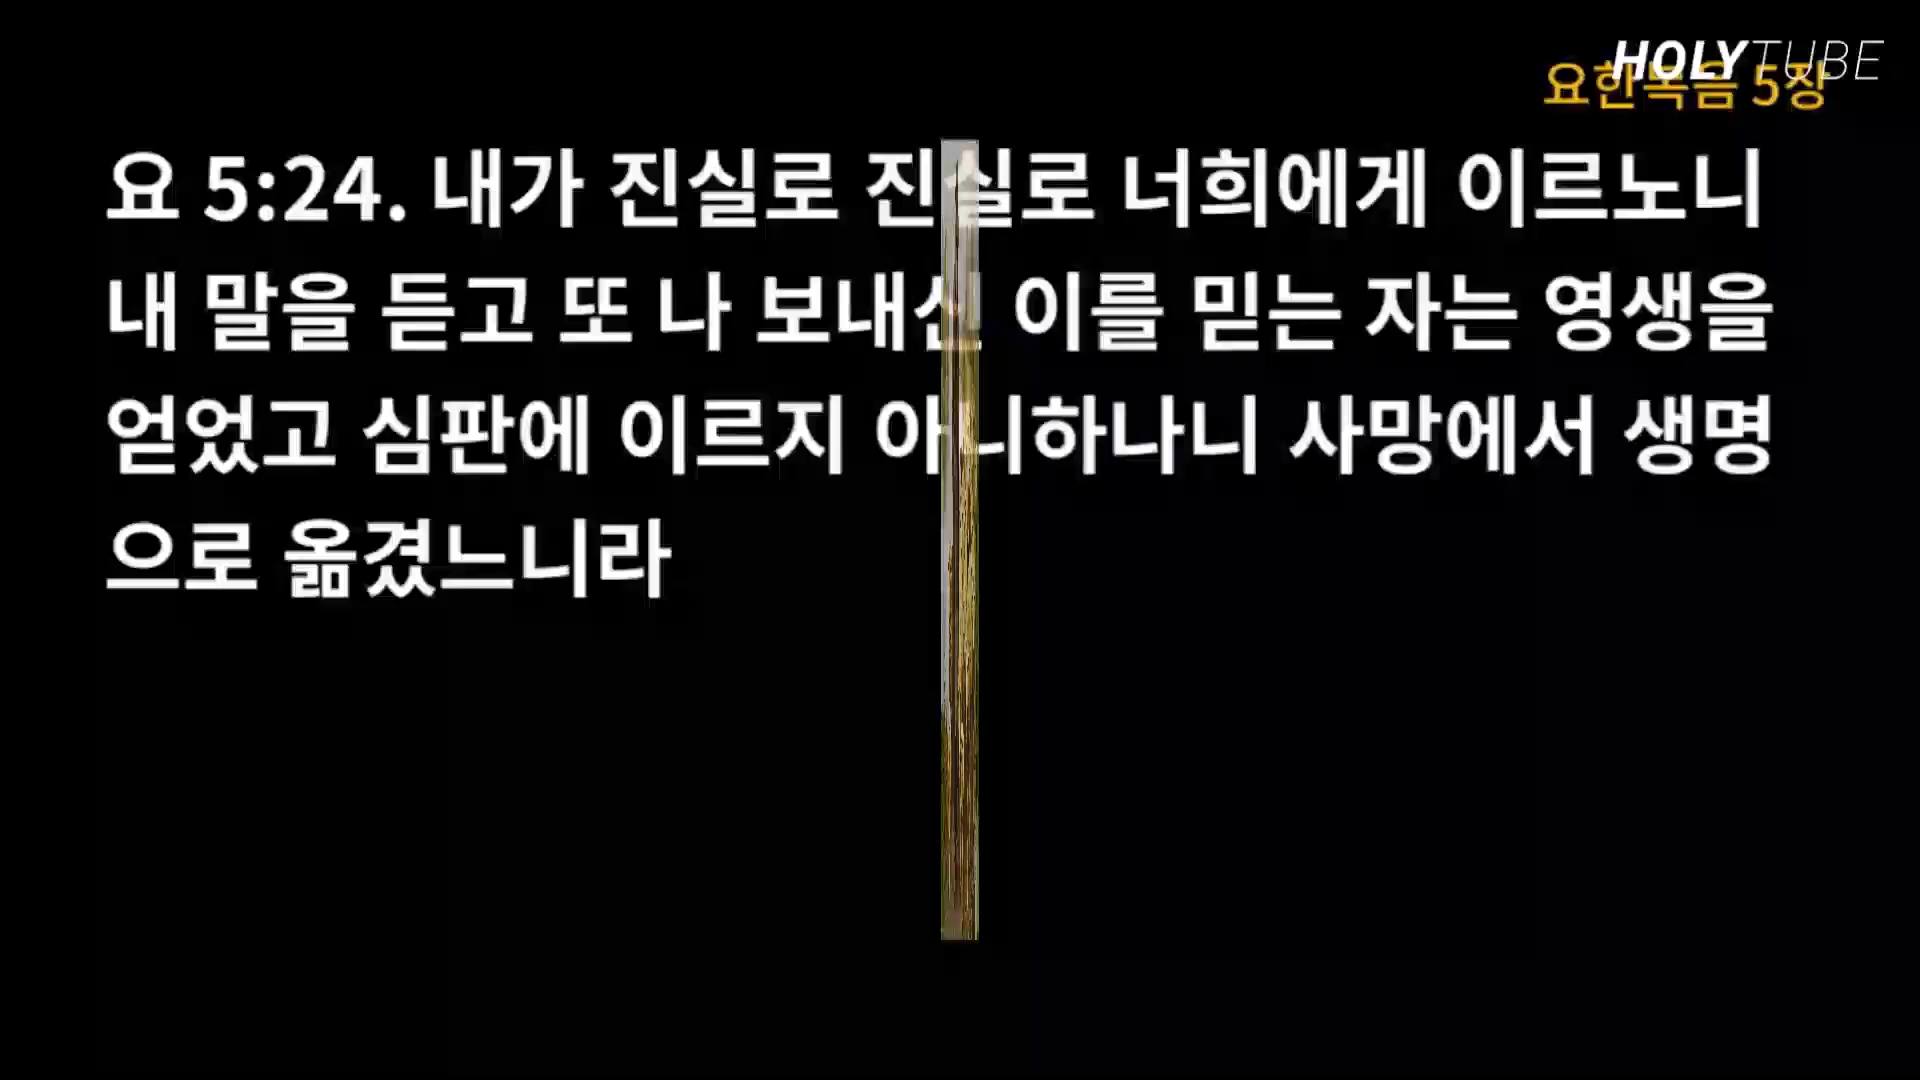 HOLYTUBE
요한복음 5장
요 5:24. 내가 진실로 진실로 너희에게 이르노니
내 말을 듣고 또 나 보내신 이를 믿는 자는 영생을
얻었고 심판에 이르지 아니하나니 사망에서 생명
으로 옮겼느니라